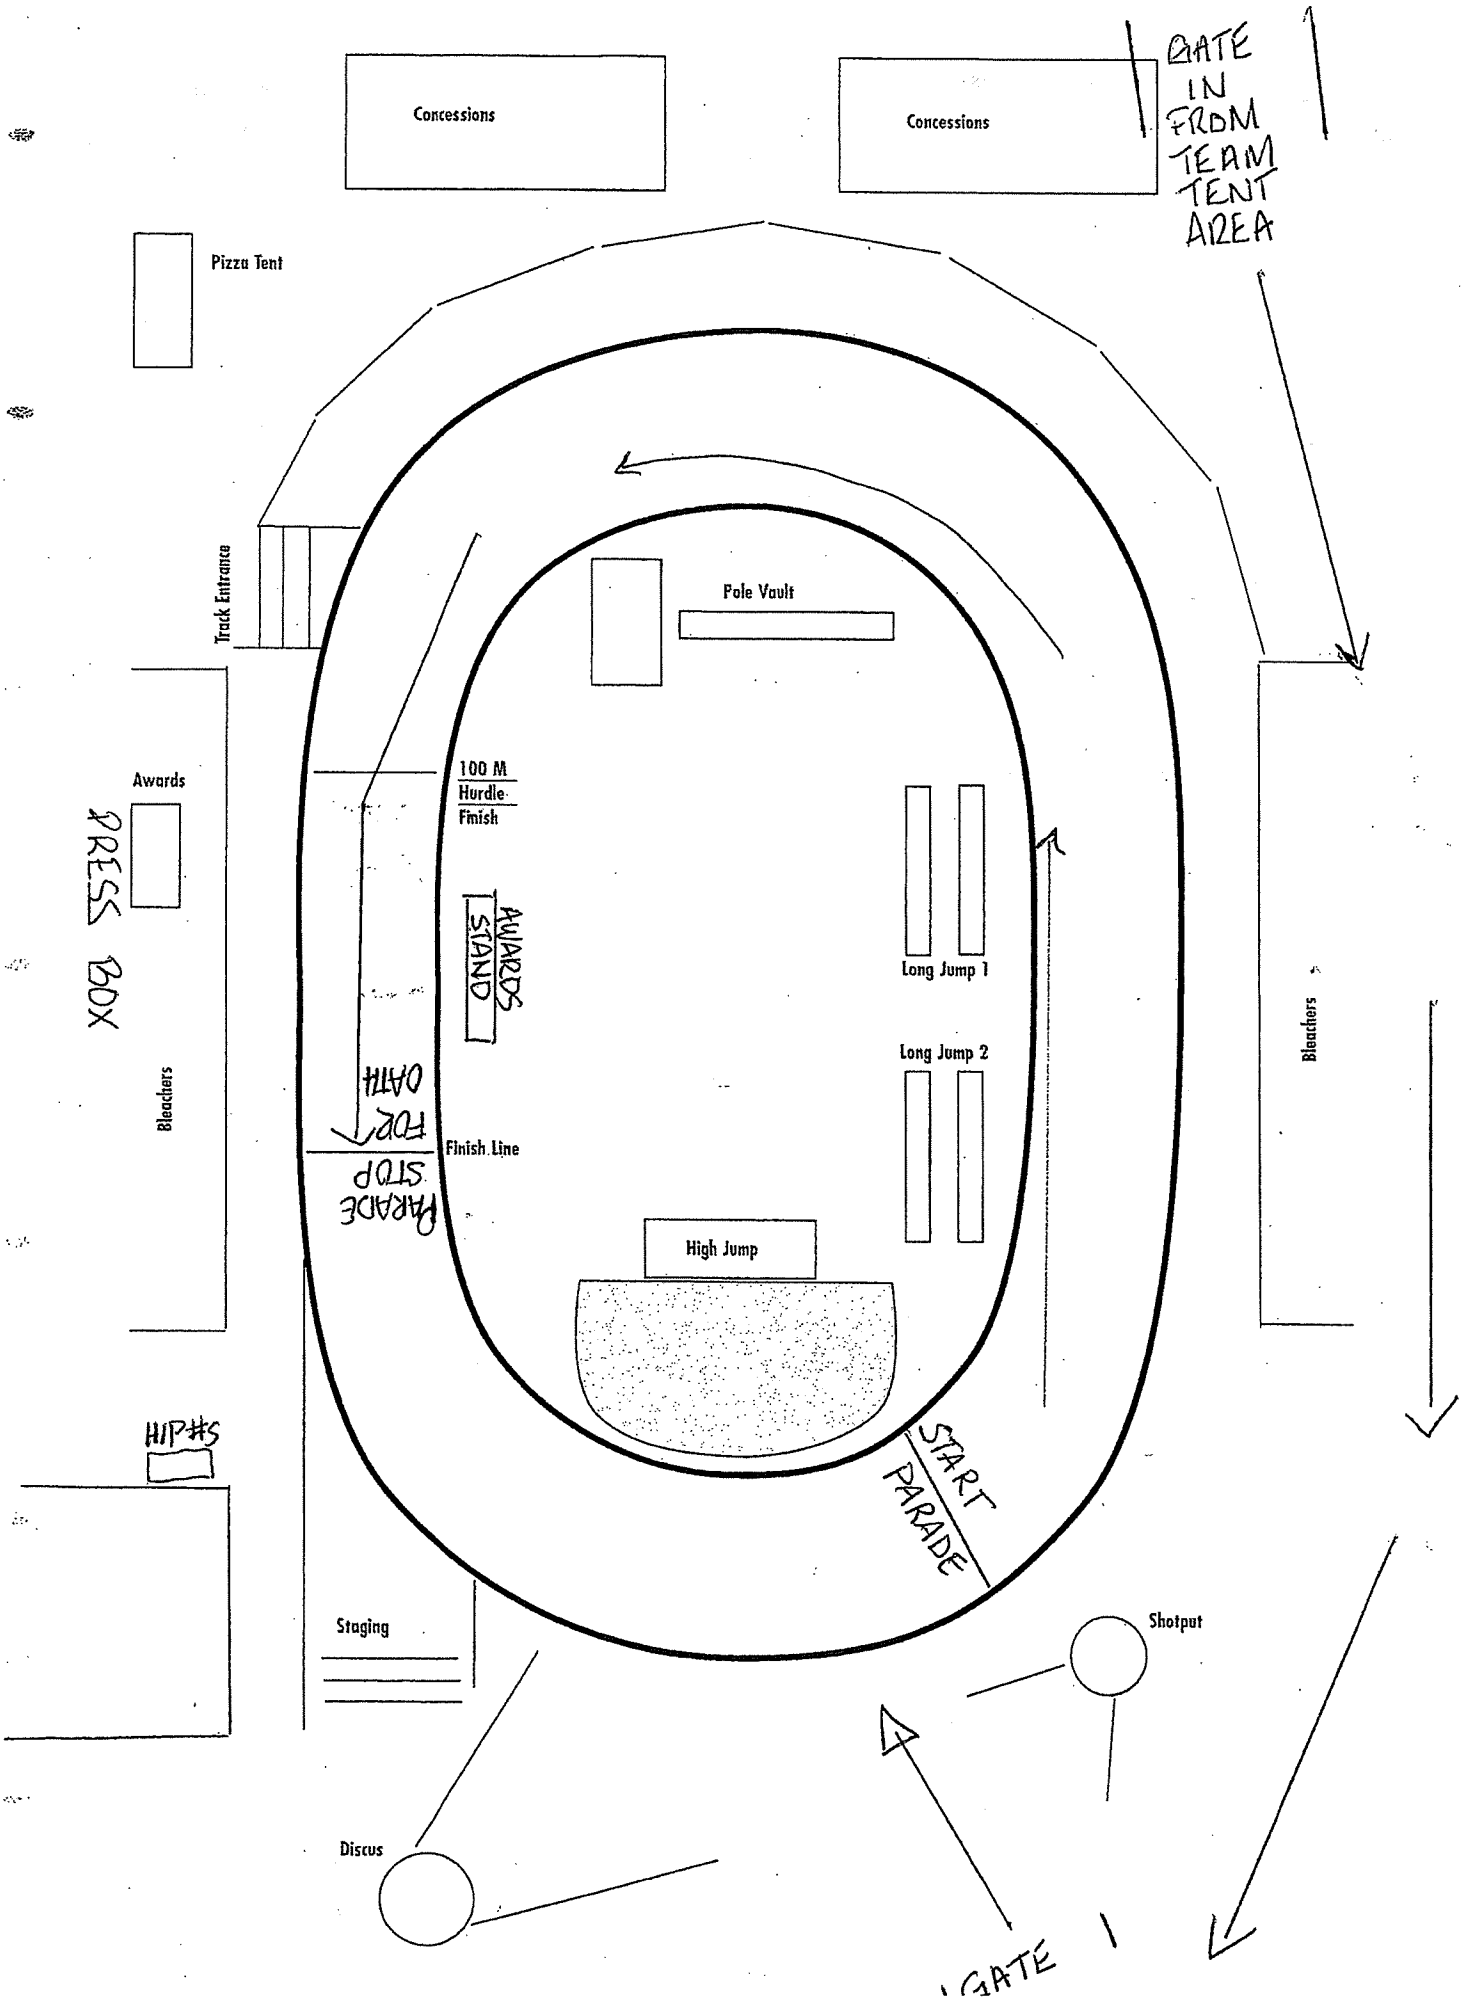 GATE
IN
FROM
TEAM
TENT
AREA
Concessions
Concessions
Pizza Tent
Track Entrance
Pole Vault
100 M
Hurdle
Finish
Awards
PRESS BOX
AWARDS
STAND
Long Jump 1
Long Jump 2
Bleachers
Bleachers
PARADE
STOP
FOR
OATH
Finish Line
High Jump
HIP#S
START
PARADE
Staging
Shotput
Discus
GATE